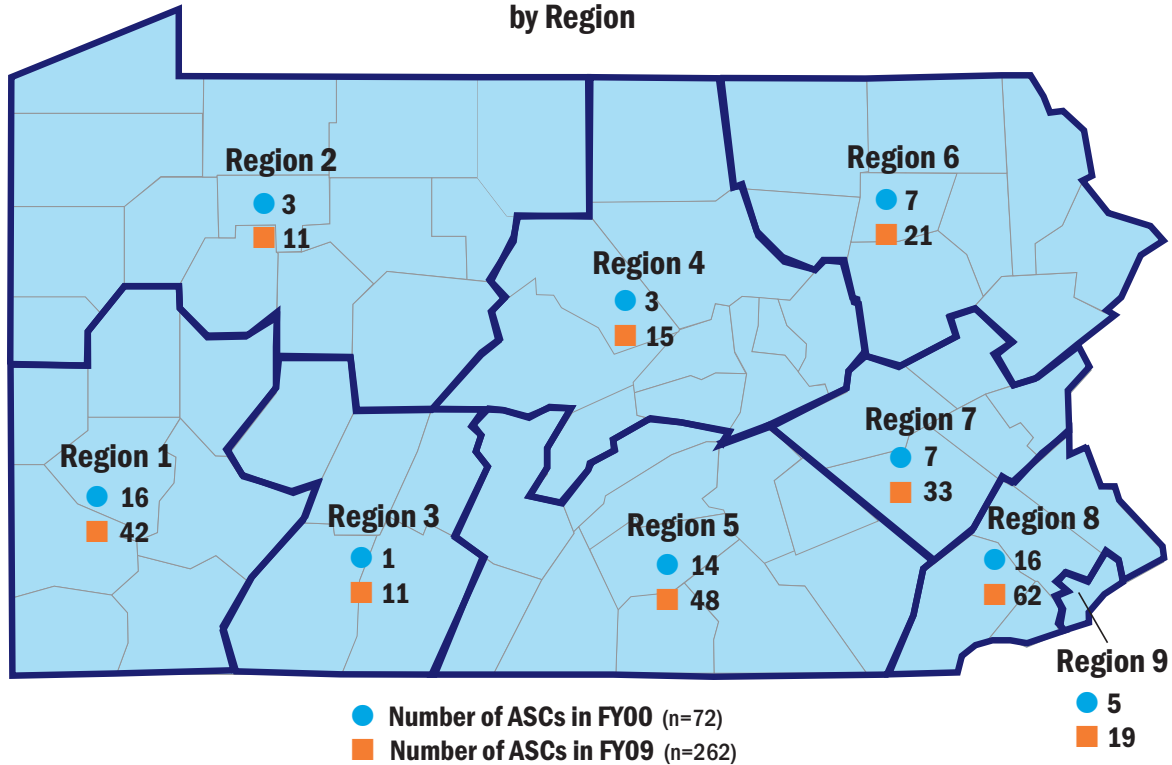 by Region
Region 2
3
11
Region 6
7
21
Region 4
3
15
Region 1
16
42
Region 3
1
11
Region 5
14
48
Region 7
7
33
Region 8
16
62
Region 9
5
19
Number of ASCs in FY00 (n=72)
Number of ASCs in FY09 (n=262)